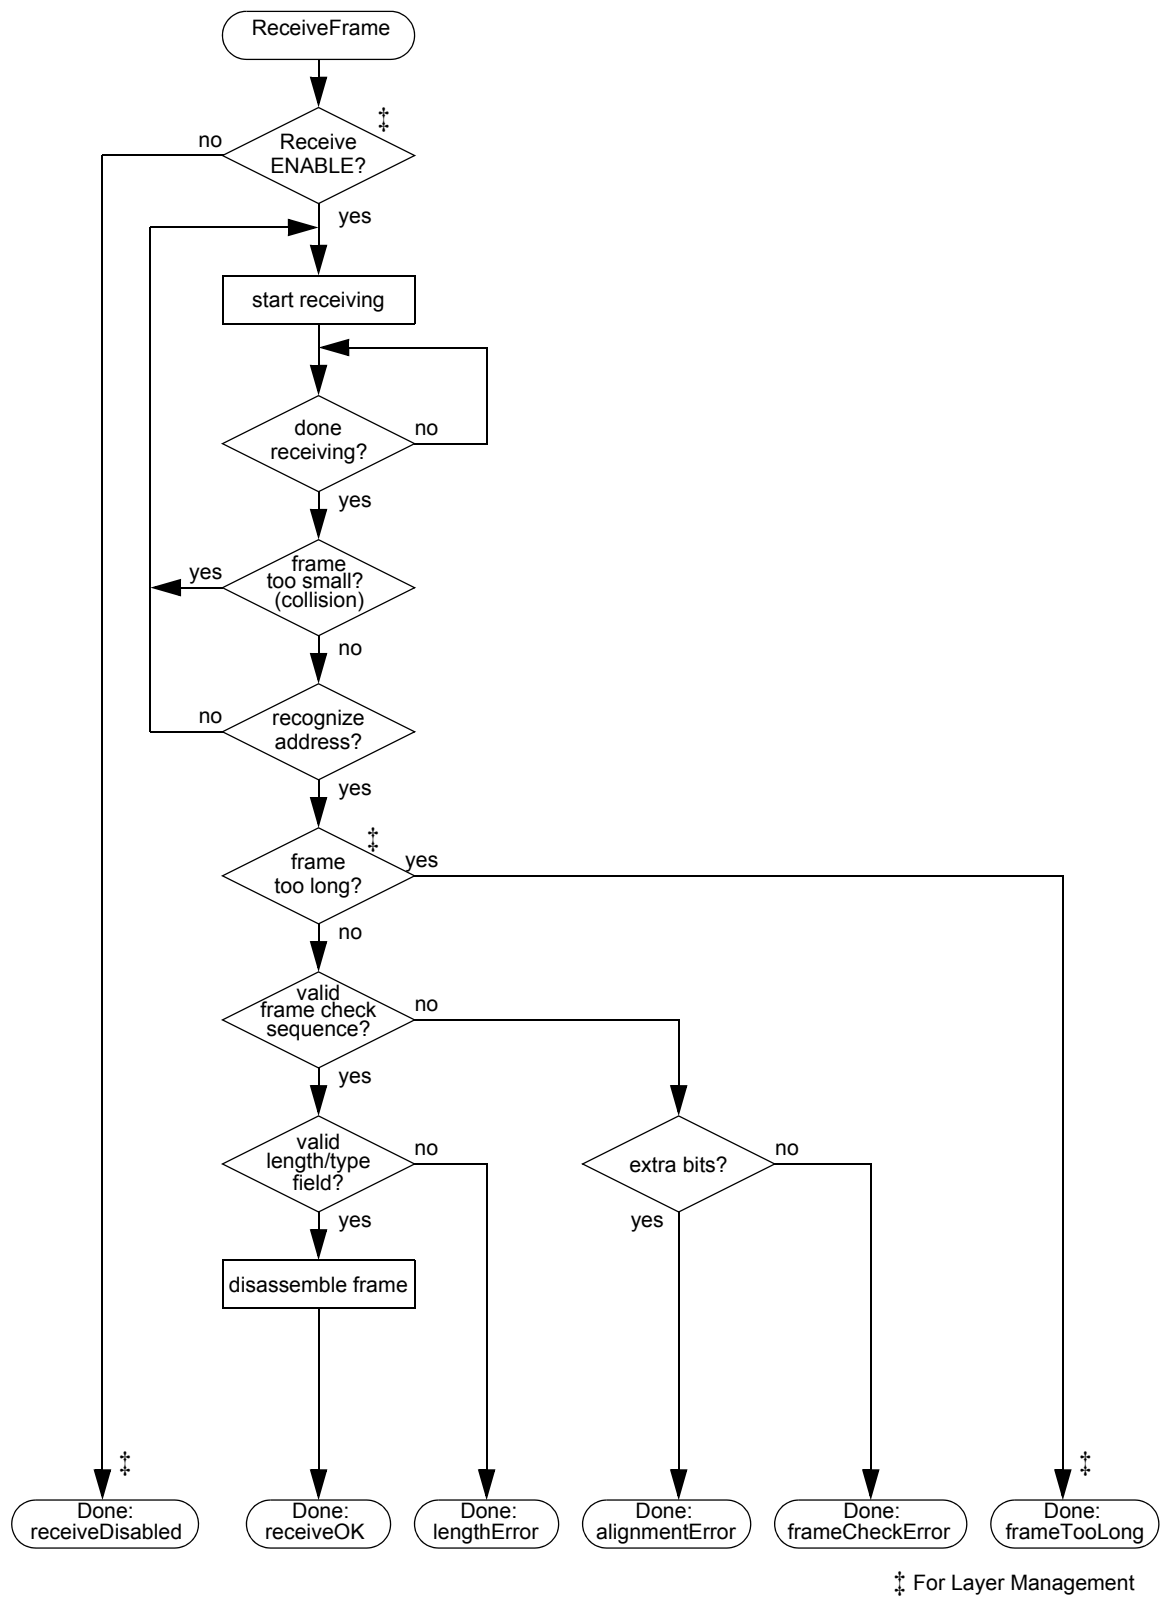 ReceiveFrame
‡
no
Receive
ENABLE?
yes
start receiving
done
receiving?
no
yes
frame
too small?
(collision)
yes
no
no
recognize
address?
yes
‡
frame
too long?
yes
no
valid
frame check
sequence?
no
yes
valid
length/type
field?
no
extra bits?
no
yes
yes
disassemble frame
‡
‡
Done:
receiveDisabled
Done:
receiveOK
Done:
lengthError
Done:
alignmentError
Done:
frameCheckError
Done:
frameTooLong
‡ For Layer Management